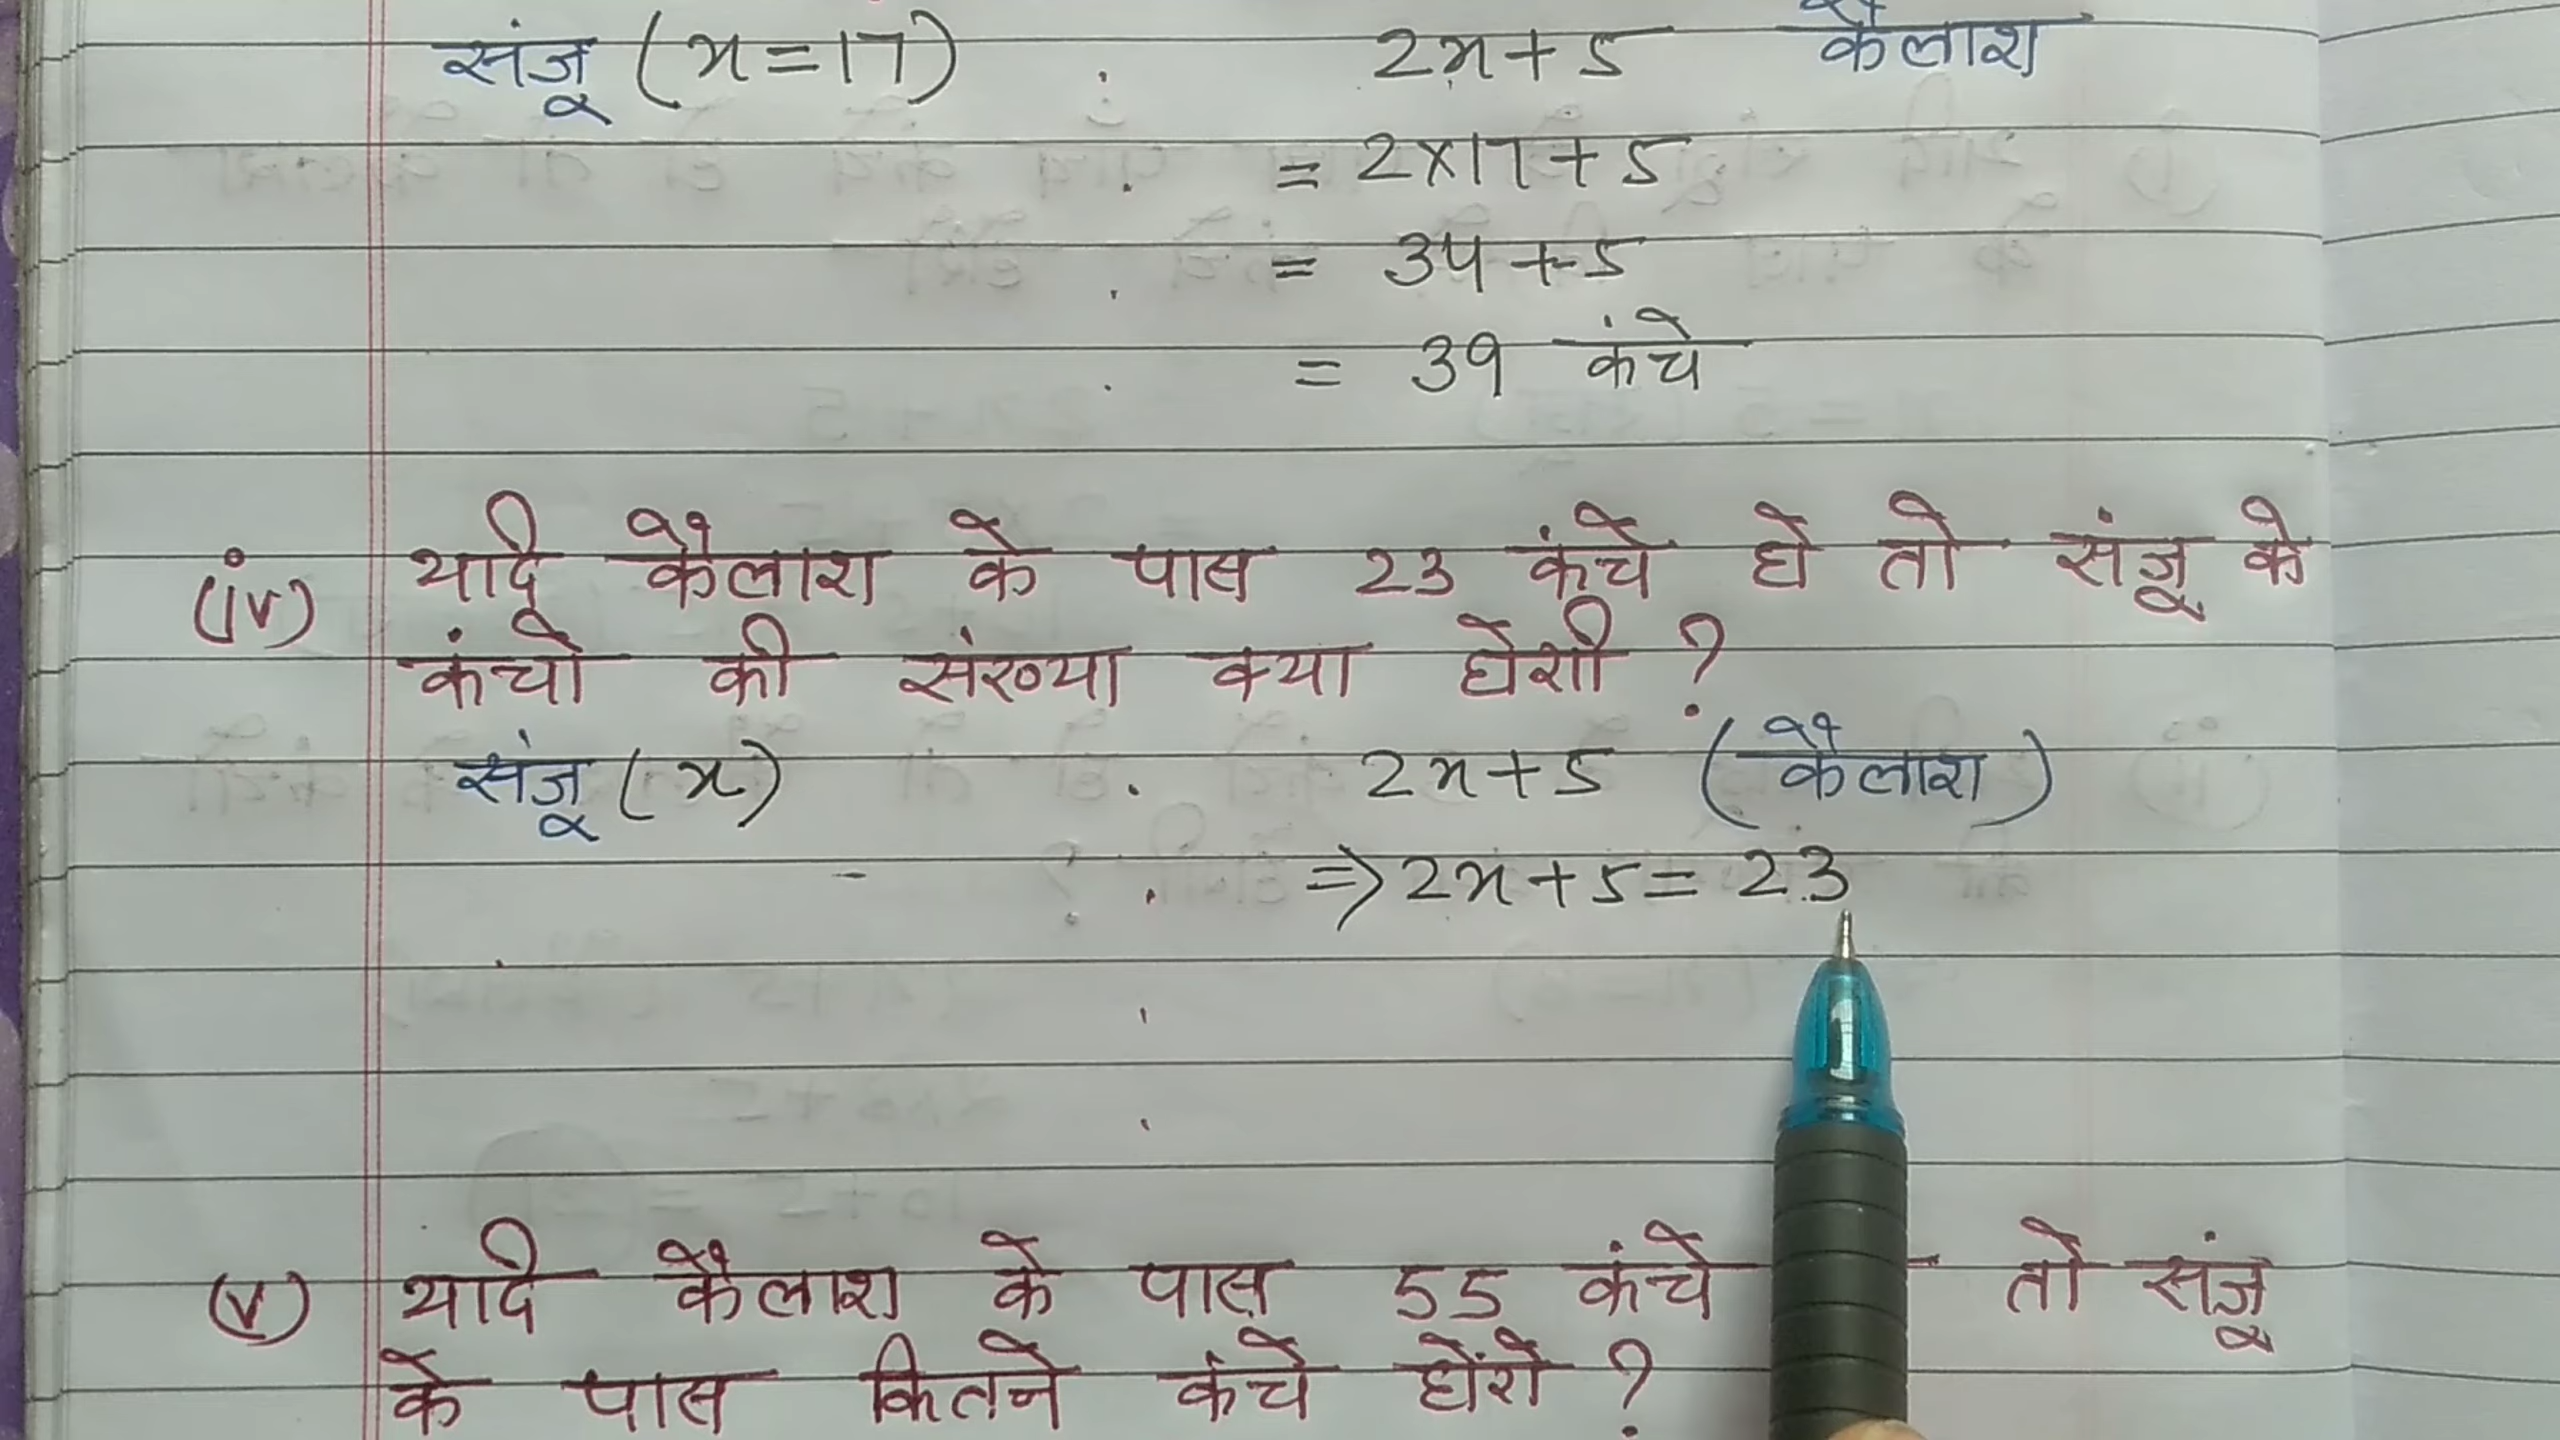 संजू (x=17) 2x+5 कैलाश
= 2×17+5
= 34+5
= 39 कंचे
(iv) यदि कैलाश के पास 23 कंचे हो तो संजू के
कंचो की संख्या क्या होगी ?
संजू (x) 2x+5 (कैलाश)
⇒ 2x+5 = 23
(v) यदि कैलाश के पास 55 कंचे तो संजू
के पास कितने कंचे होंगे ?